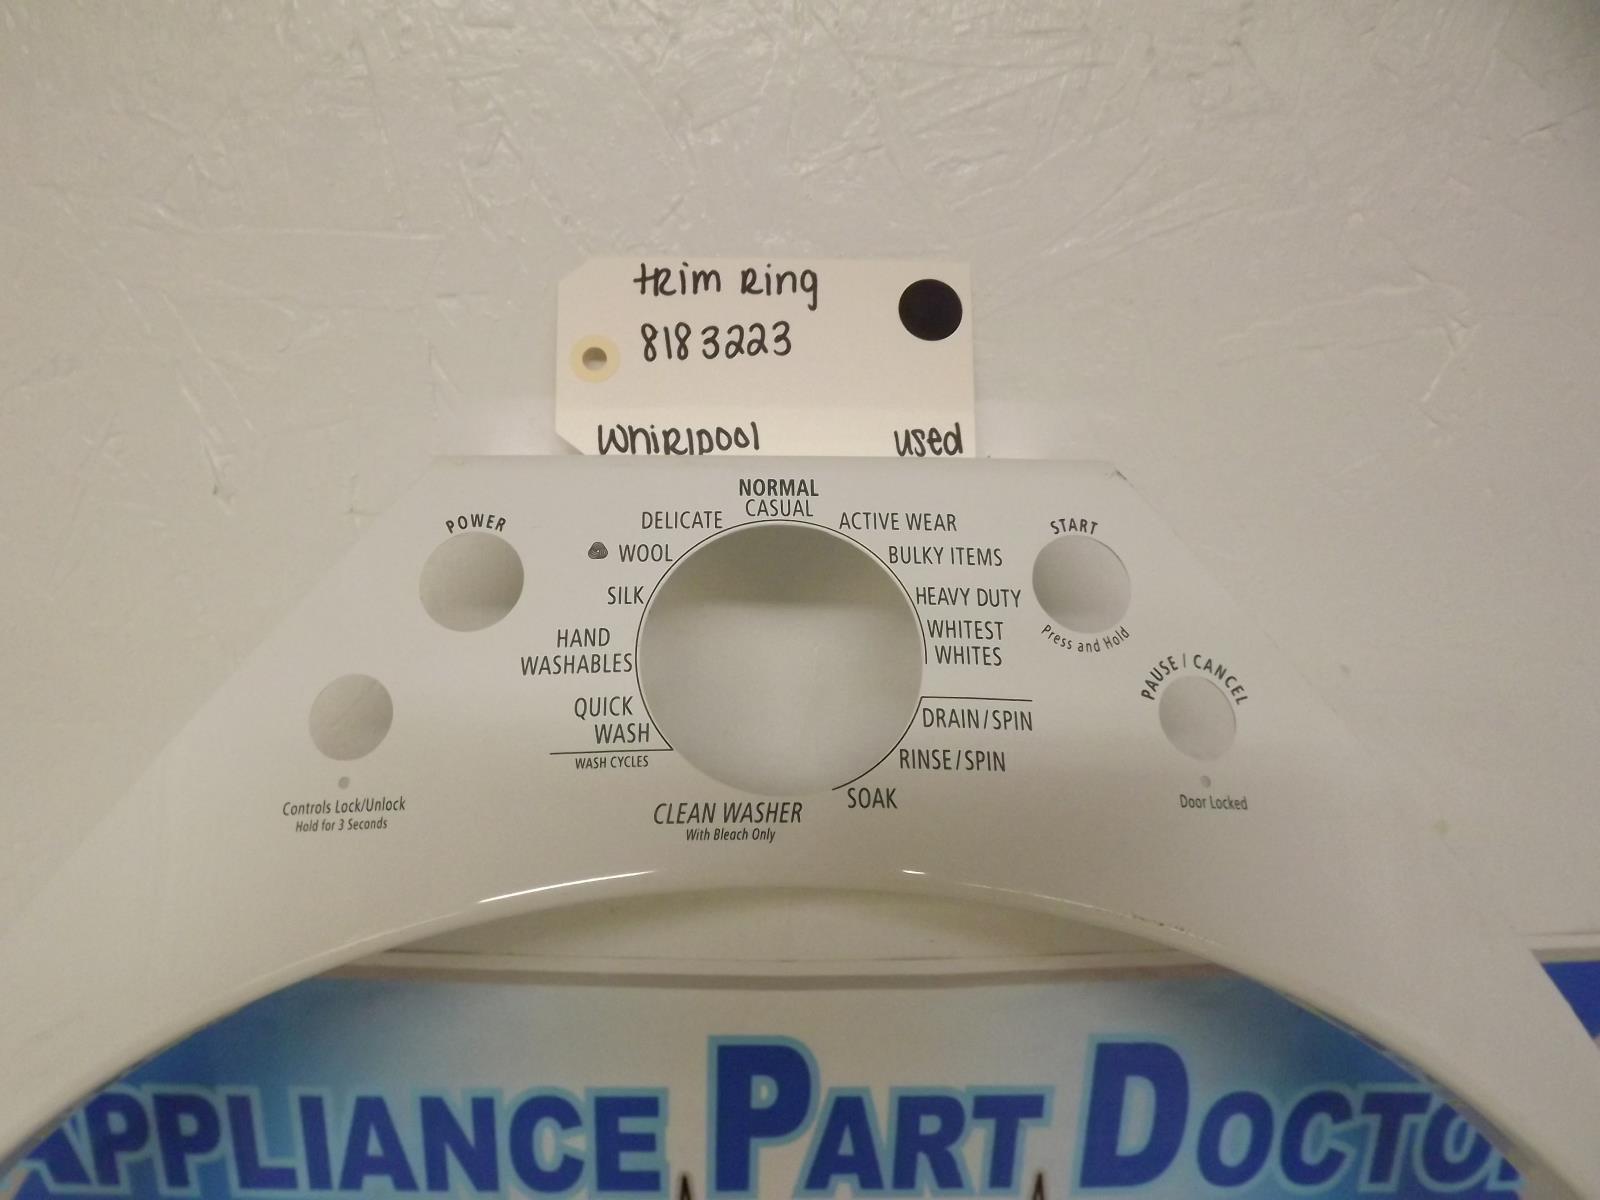 tRim Ring
8183223
WhiRlpool used
NORMAL
CASUAL
DELICATE
WOOL
SILK
HAND
WASHABLES
QUICK
WASH
WASH CYCLES
ACTIVE WEAR
BULKY ITEMS
HEAVY DUTY
WHITEST
WHITES
DRAIN/SPIN
RINSE/SPIN
SOAK
CLEAN WASHER
With Bleach Only
POWER
Controls Lock/Unlock
Hold for 3 Seconds
START
Press and Hold
PAUSE | CANCEL
Door Locked
APPLIANCE PART DOCTO